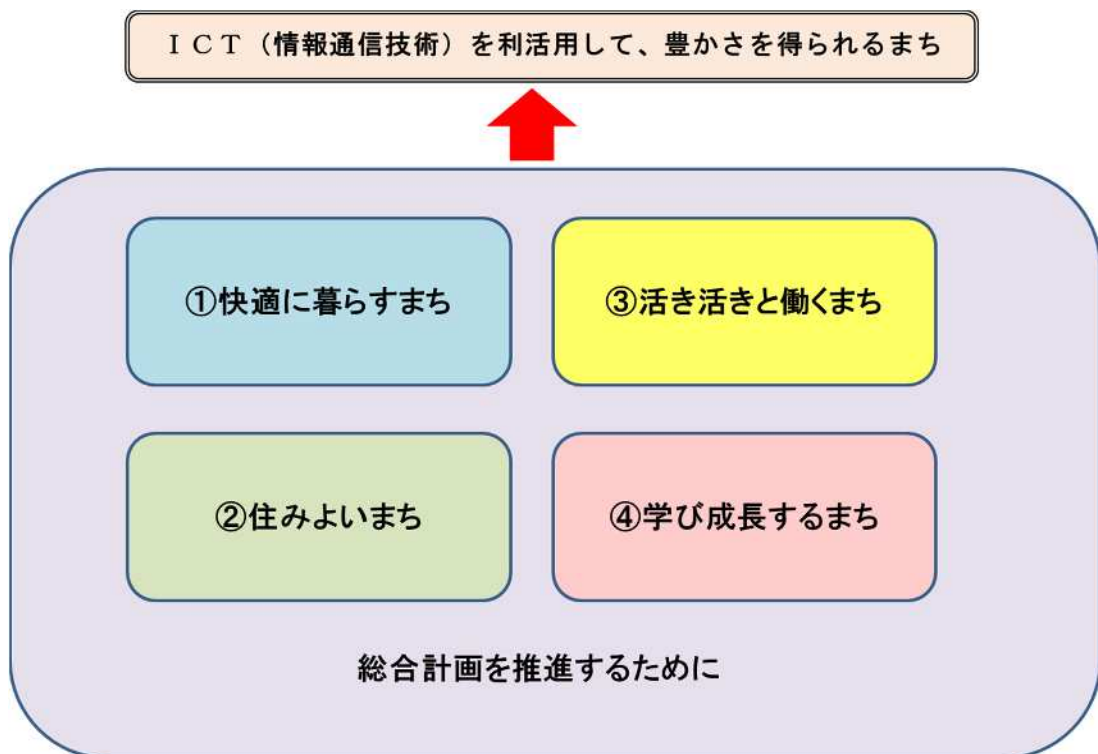 ＩＣＴ（情報通信技術）を利活用して、豊かさを得られるまち
①快適に暮らすまち
③活き活きと働くまち
②住みよいまち
④学び成長するまち
総合計画を推進するために